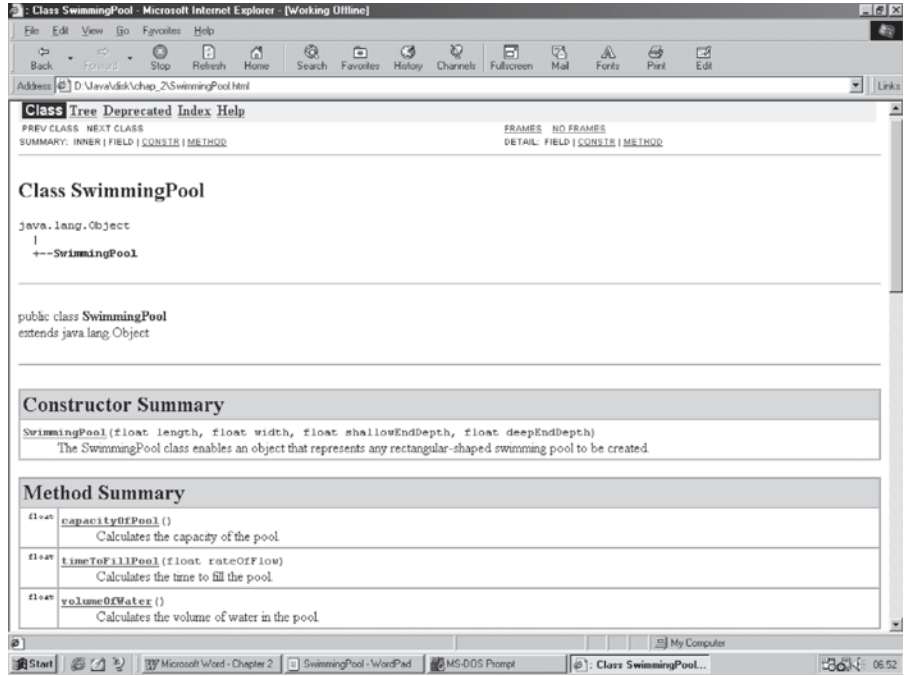 : Class SwimmingPool - Microsoft Internet Explorer - [Working Offline]
File Edit View Go Favorites Help
Back Forward Stop Refresh Home Search Favorites History Channels Fullscreen Mail Fonts Print Edit
Address D:\Java\disk\chap_2\SwimmingPool.html Links
Class Tree Deprecated Index Help
PREV CLASS NEXT CLASS FRAMES NO FRAMES
SUMMARY: INNER | FIELD | CONSTR | METHOD DETAIL: FIELD | CONSTR | METHOD
Class SwimmingPool
java.lang.Object
|
+--SwimmingPool
public class SwimmingPool
extends java.lang.Object
Constructor Summary
SwimmingPool(float length, float width, float shallowEndDepth, float deepEndDepth)
The SwimmingPool class enables an object that represents any rectangular-shaped swimming pool to be created.
Method Summary
float capacityOfPool()
Calculates the capacity of the pool.
float timeToFillPool(float rateOfFlow)
Calculates the time to fill the pool.
float volumeOfWater()
Calculates the volume of water in the pool.
My Computer
Start Microsoft Word - Chapter 2 SwimmingPool - WordPad MS-DOS Prompt : Class SwimmingPool... 06:52